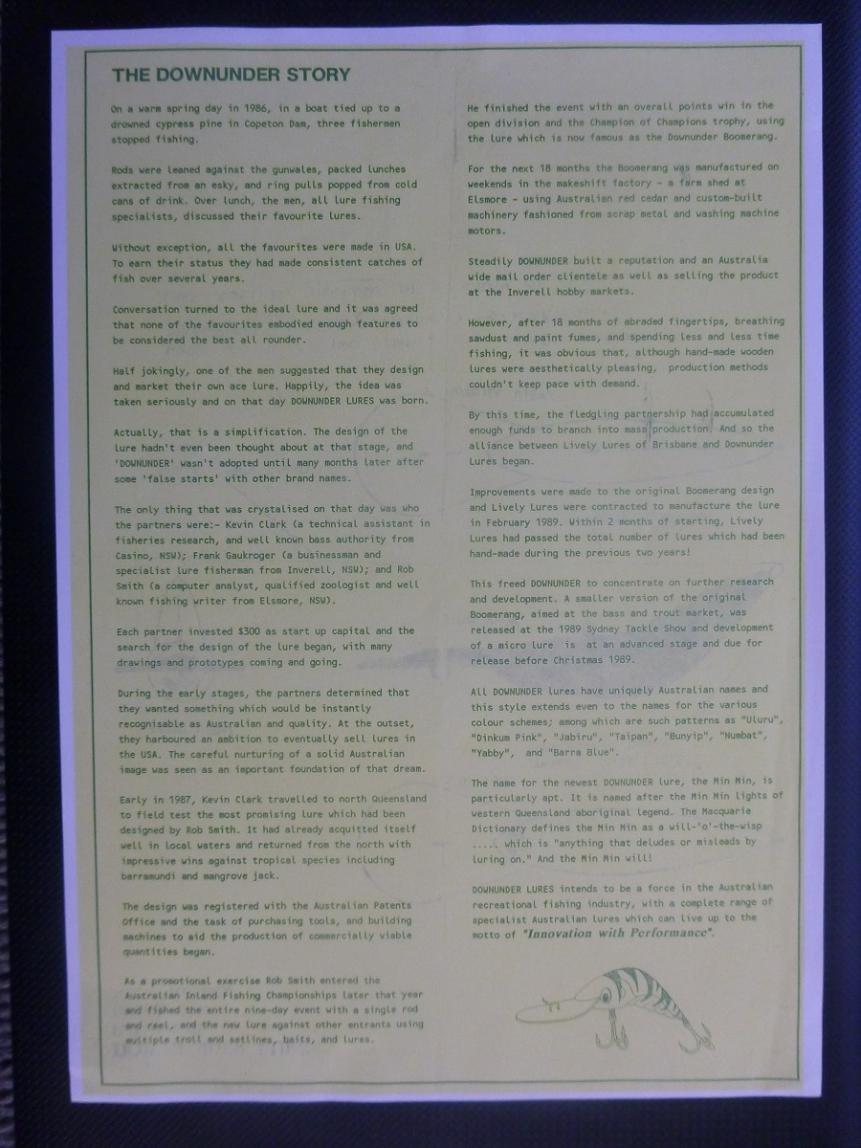 THE DOWNUNDER STORY
On a warm spring day in 1986, in a boat tied up to a
drowned cypress pine in Copeton Dam, three fishermen
stopped fishing.
Rods were leaned against the gunwales, packed lunches
extracted from an esky, and ring pulls popped from cold
cans of drink. Over lunch, the men, all lure fishing
specialists, discussed their favourite lures.
Without exception, all the favourites were made in USA.
To earn their status they had made consistent catches of
fish over several years.
Conversation turned to the ideal lure and it was agreed
that none of the favourites embodied enough features to
be considered the best all rounder.
Half jokingly, one of the men suggested that they design
and market their own ace lure. Happily, the idea was
taken seriously and on that day DOWNUNDER LURES was born.
Actually, that is a simplification. The design of the
lure hadn't even been thought about at that stage, and
'DOWNUNDER' wasn't adopted until many months later after
some 'false starts' with other brand names.
The only thing that was crystalised on that day was who
the partners were:- Kevin Clark (a technical assistant in
fisheries research, and well known bass authority from
Casino, NSW); Frank Gaukroger (a businessman and
specialist lure fisherman from Inverell, NSW); and Rob
Smith (a computer analyst, qualified zoologist and well
known fishing writer from Elsmore, NSW).
Each partner invested $300 as start up capital and the
search for the design of the lure began, with many
drawings and prototypes coming and going.
During the early stages, the partners determined that
they wanted something which would be instantly
recognisable as Australian and quality. At the outset,
they harboured an ambition to eventually sell lures in
the USA. The careful nurturing of a solid Australian
image was seen as an important foundation of that dream.
Early in 1987, Kevin Clark travelled to north Queensland
to field test the most promising lure which had been
designed by Rob Smith. It had already acquitted itself
well in local waters and returned from the north with
impressive wins against tropical species including
barramundi and mangrove jack.
The design was registered with the Australian Patents
Office and the task of purchasing tools, and building
machines to aid the production of commercially viable
quantities began.
As a promotional exercise Rob Smith entered the
Australian Inland Fishing Championships later that year
and fished the entire nine-day event with a single rod
and reel, and the new lure against other entrants using
multiple troll and setlines, baits, and lures.
He finished the event with an overall points win in the
open division and the Champion of Champions trophy, using
the lure which is now famous as the Downunder Boomerang.
For the next 18 months the Boomerang was manufactured on
weekends in the makeshift factory - a farm shed at
Elsmore - using Australian red cedar and custom-built
machinery fashioned from scrap metal and washing machine
motors.
Steadily DOWNUNDER built a reputation and an Australia
wide mail order clientele as well as selling the product
at the Inverell hobby markets.
However, after 18 months of abraded fingertips, breathing
sawdust and paint fumes, and spending less and less time
fishing, it was obvious that, although hand-made wooden
lures were aesthetically pleasing, production methods
couldn't keep pace with demand.
By this time, the fledgling partnership had accumulated
enough funds to branch into mass production. And so the
alliance between Lively Lures of Brisbane and Downunder
Lures began.
Improvements were made to the original Boomerang design
and Lively Lures were contracted to manufacture the lure
in February 1989. Within 2 months of starting, Lively
Lures had passed the total number of lures which had been
hand-made during the previous two years!
This freed DOWNUNDER to concentrate on further research
and development. A smaller version of the original
Boomerang, aimed at the bass and trout market, was
released at the 1989 Sydney Tackle Show and development
of a micro lure is at an advanced stage and due for
release before Christmas 1989.
All DOWNUNDER lures have uniquely Australian names and
this style extends even to the names for the various
colour schemes; among which are such patterns as "Uluru",
"Dinkum Pink", "Jabiru", "Taipan", "Bunyip", "Numbat",
"Yabby", and "Barra Blue".
The name for the newest DOWNUNDER lure, the Min Min, is
particularly apt. It is named after the Min Min lights of
western Queensland aboriginal legend. The Macquarie
Dictionary defines the Min Min as a will-'o'-the-wisp
..... which is "anything that deludes or misleads by
luring on." And the Min Min will!
DOWNUNDER LURES intends to be a force in the Australian
recreational fishing industry, with a complete range of
specialist Australian lures which can live up to the
motto of "Innovation with Performance".